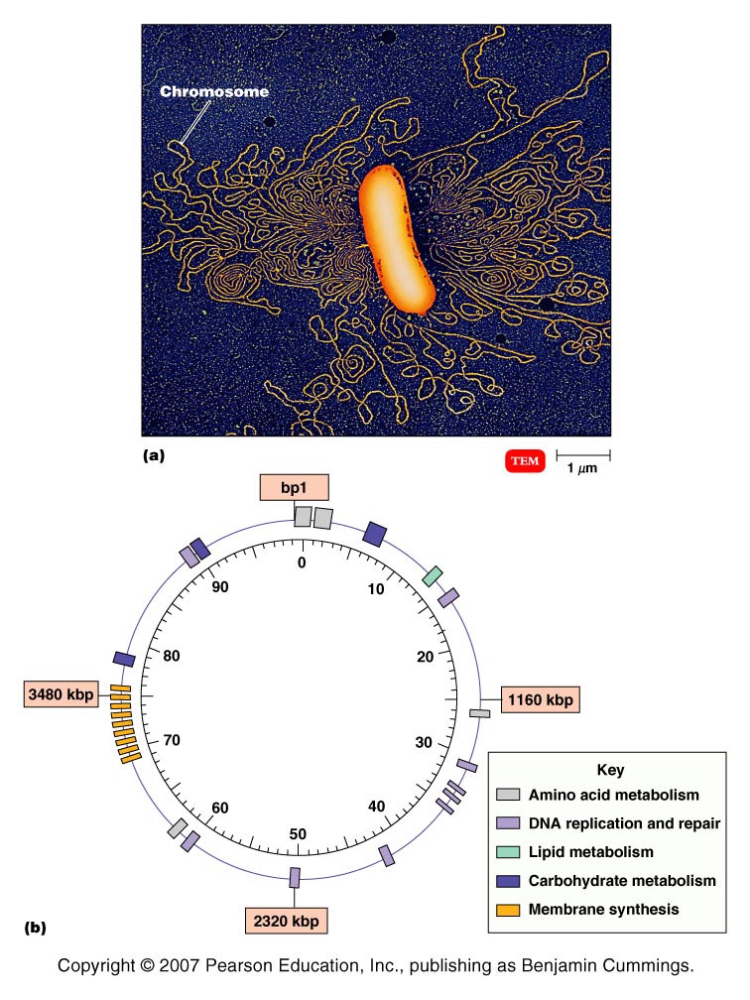 Chromosome
(a)
TEM
1 μm
bp1
0
10
20
30
40
50
60
70
80
90
1160 kbp
2320 kbp
3480 kbp
Key
Amino acid metabolism
DNA replication and repair
Lipid metabolism
Carbohydrate metabolism
Membrane synthesis
(b)
Copyright © 2007 Pearson Education, Inc., publishing as Benjamin Cummings.